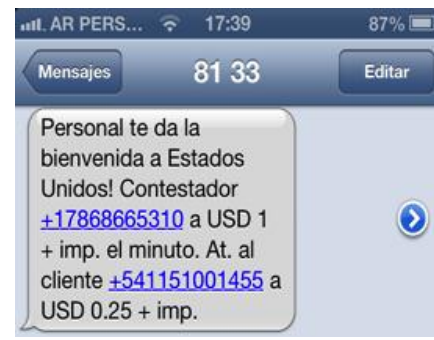 AR PERS... 17:39 87%
Mensajes 81 33 Editar
Personal te da la
bienvenida a Estados
Unidos! Contestador
+17868665310 a USD 1
+ imp. el minuto. At. al
cliente +541151001455 a
USD 0.25 + imp.